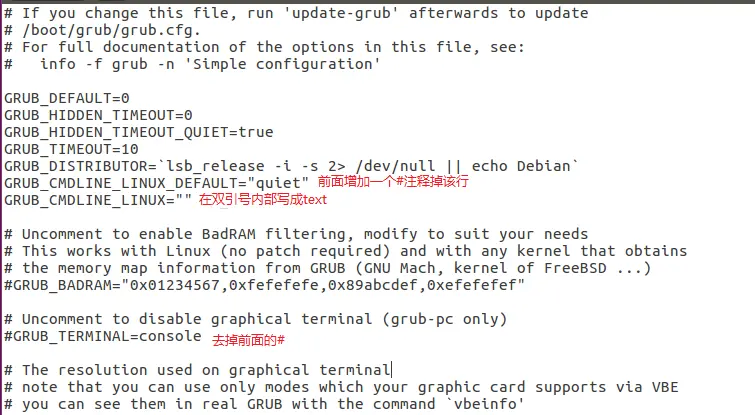 # If you change this file, run 'update-grub' afterwards to update
# /boot/grub/grub.cfg.
# For full documentation of the options in this file, see:
#   info -f grub -n 'Simple configuration'

GRUB_DEFAULT=0
GRUB_HIDDEN_TIMEOUT=0
GRUB_HIDDEN_TIMEOUT_QUIET=true
GRUB_TIMEOUT=10
GRUB_DISTRIBUTOR=`lsb_release -i -s 2> /dev/null || echo Debian`
GRUB_CMDLINE_LINUX_DEFAULT="quiet" 前面增加一个#注释掉该行
GRUB_CMDLINE_LINUX="" 在双引号内部写成text

# Uncomment to enable BadRAM filtering, modify to suit your needs
# This works with Linux (no patch required) and with any kernel that obtains
# the memory map information from GRUB (GNU Mach, kernel of FreeBSD ...)
#GRUB_BADRAM="0x01234567,0xfefefefe,0x89abcdef,0xefefefef"

# Uncomment to disable graphical terminal (grub-pc only)
#GRUB_TERMINAL=console 去掉前面的#

# The resolution used on graphical terminal
# note that you can use only modes which your graphic card supports via VBE
# you can see them in real GRUB with the command `vbeinfo'